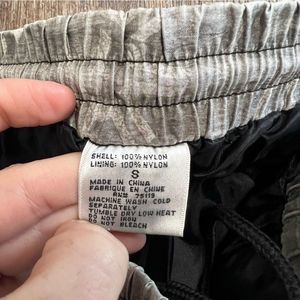 SHELL: 100% NYLON
LINING: 100% NYLON
S
MADE IN CHINA
FABRIQUE EN CHINE
RN# 75119
MACHINE WASH COLD
SEPARATELY
TUMBLE DRY LOW HEAT
DO NOT IRON
DO NOT BLEACH